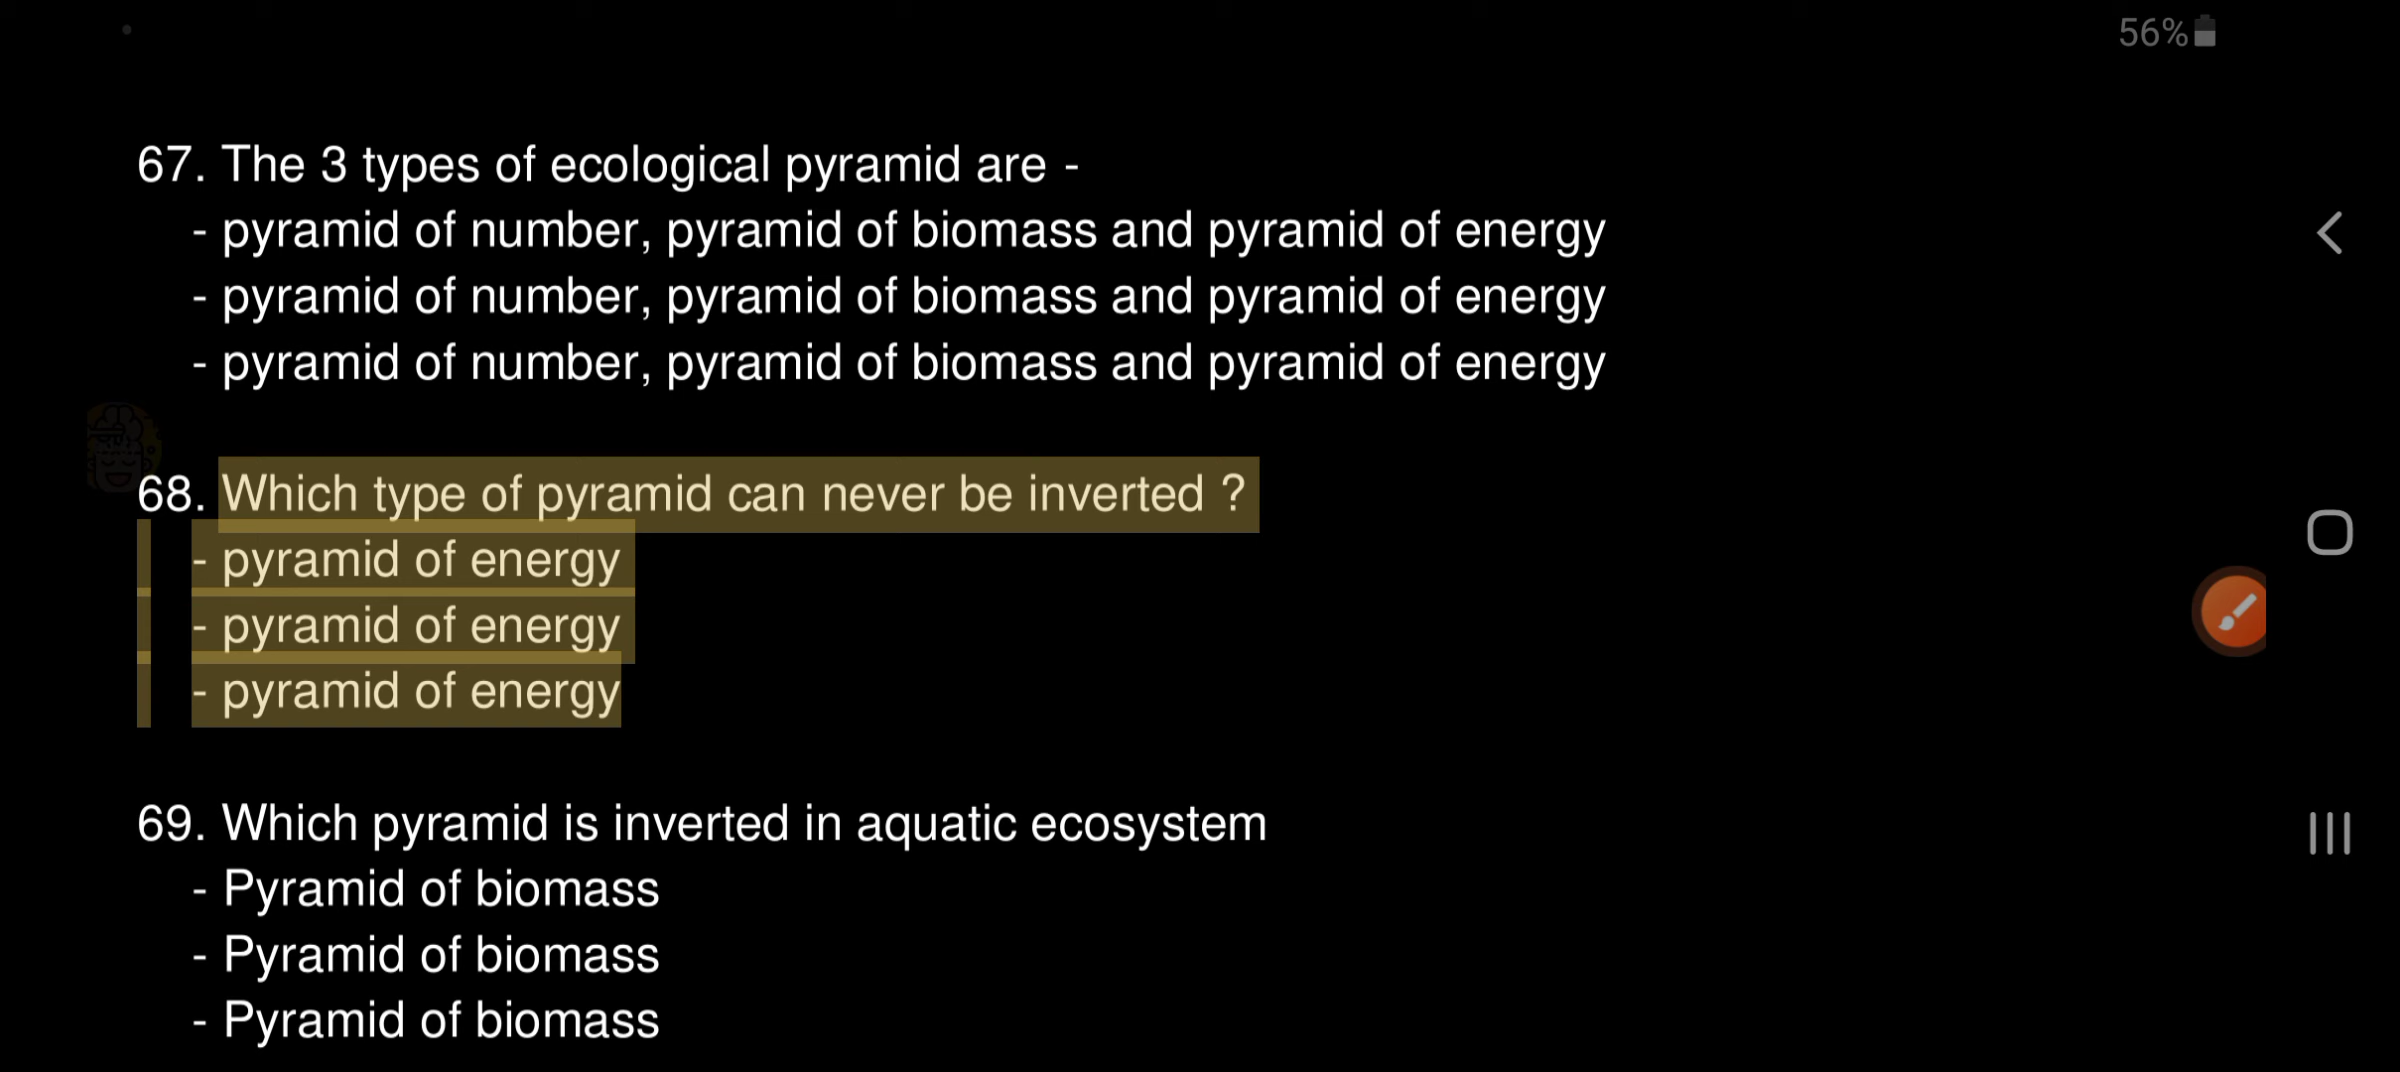 56%
67. The 3 types of ecological pyramid are -
- pyramid of number, pyramid of biomass and pyramid of energy
- pyramid of number, pyramid of biomass and pyramid of energy
- pyramid of number, pyramid of biomass and pyramid of energy
68. Which type of pyramid can never be inverted ?
- pyramid of energy
- pyramid of energy
- pyramid of energy
69. Which pyramid is inverted in aquatic ecosystem
- Pyramid of biomass
- Pyramid of biomass
- Pyramid of biomass